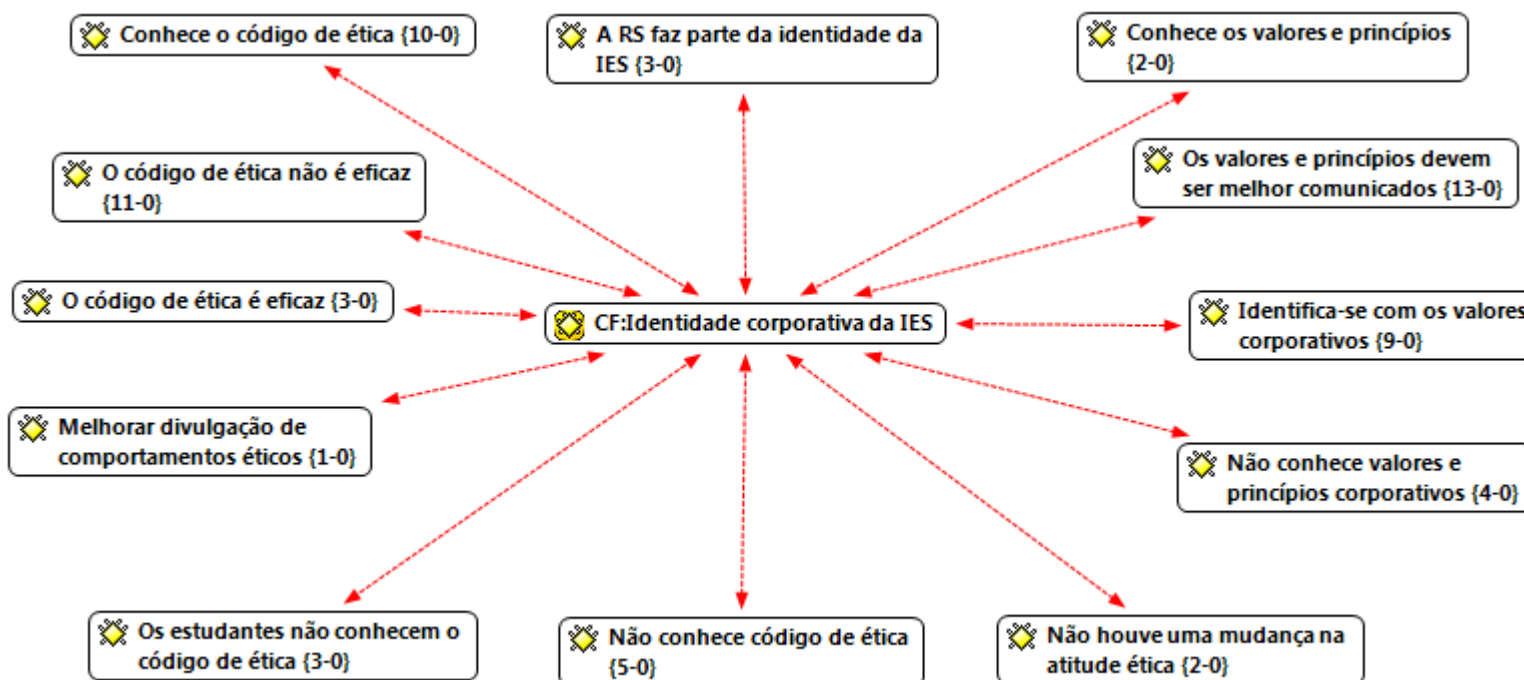 Conhece o código de ética {10-0}
A RS faz parte da identidade da
IES {3-0}
Conhece os valores e princípios
{2-0}
O código de ética não é eficaz
{11-0}
Os valores e princípios devem
ser melhor comunicados {13-0}
O código de ética é eficaz {3-0}
CF:Identidade corporativa da IES
Identifica-se com os valores
corporativos {9-0}
Melhorar divulgação de
comportamentos éticos {1-0}
Não conhece valores e
princípios corporativos {4-0}
Os estudantes não conhecem o
código de ética {3-0}
Não conhece código de ética
{5-0}
Não houve uma mudança na
atitude ética {2-0}